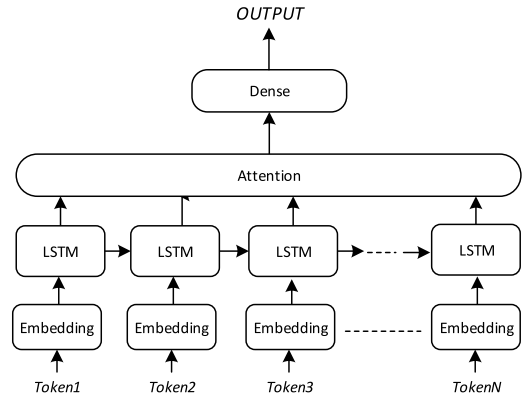 OUTPUT
Dense
Attention
LSTM LSTM LSTM LSTM
Embedding Embedding Embedding Embedding
Token1 Token2 Token3 TokenN